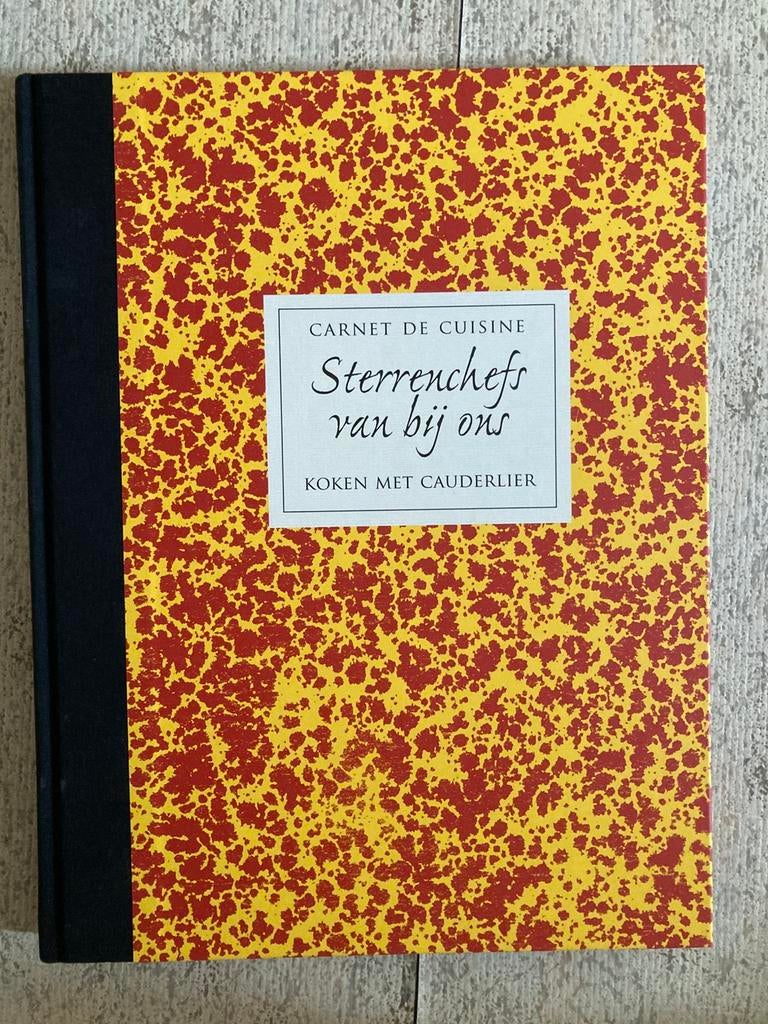 CARNET DE CUISINE
Sterrenchefs
van bij ons
KOKEN MET CAUDERLIER